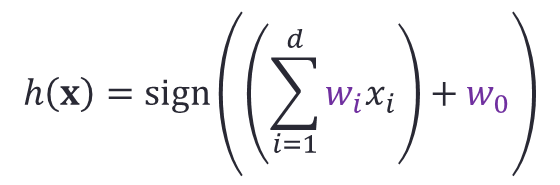 h(𝐱) = sign((∑_{i=1}^{d} w_i x_i) + w_0)